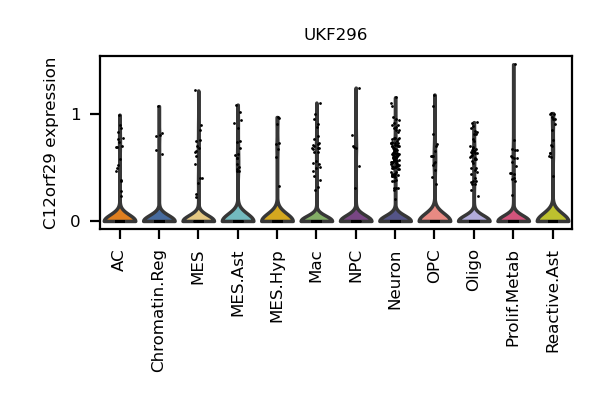 UKF296
C12orf29 expression
1
0
AC
Chromatin.Reg
MES
MES.Ast
MES.Hyp
Mac
NPC
Neuron
OPC
Oligo
Prolif.Metab
Reactive.Ast